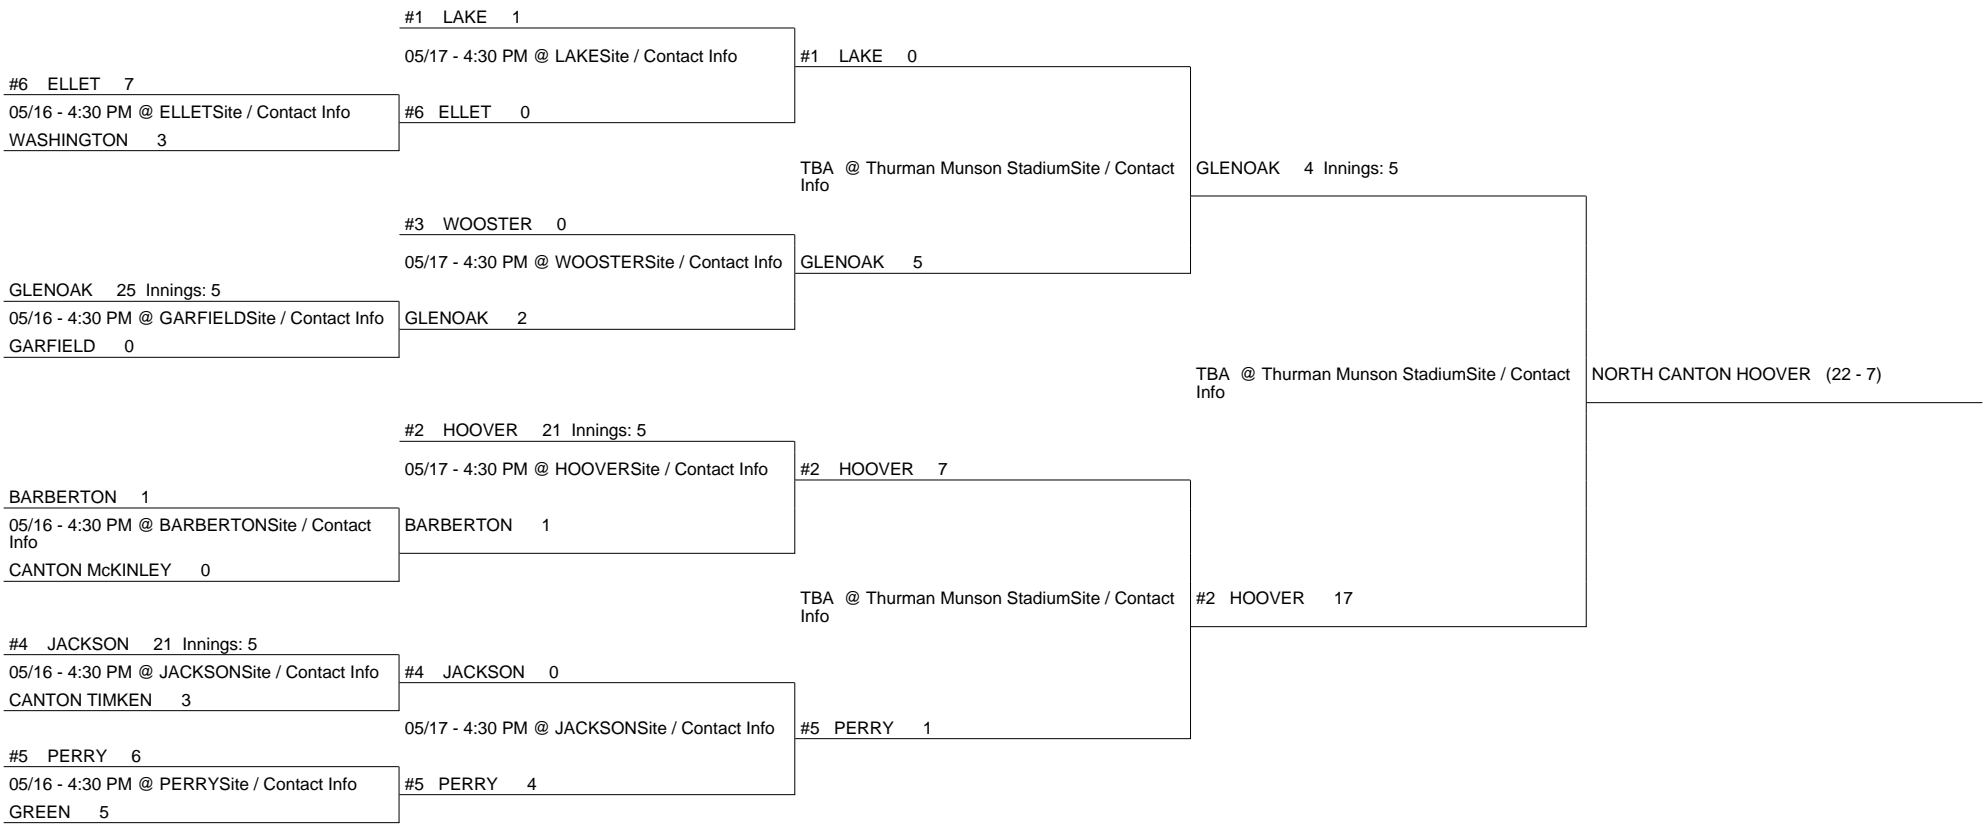 #1 LAKE 1
05/17 - 4:30 PM @ LAKESite / Contact Info
#1 LAKE 0
#6 ELLET 7
05/16 - 4:30 PM @ ELLETSite / Contact Info
#6 ELLET 0
WASHINGTON 3
TBA @ Thurman Munson StadiumSite / Contact
Info
GLENOAK 4 Innings: 5
#3 WOOSTER 0
05/17 - 4:30 PM @ WOOSTERSite / Contact Info
GLENOAK 5
GLENOAK 25 Innings: 5
05/16 - 4:30 PM @ GARFIELDSite / Contact Info
GLENOAK 2
GARFIELD 0
TBA @ Thurman Munson StadiumSite / Contact
Info
NORTH CANTON HOOVER (22 - 7)
#2 HOOVER 21 Innings: 5
05/17 - 4:30 PM @ HOOVERSite / Contact Info
#2 HOOVER 7
BARBERTON 1
05/16 - 4:30 PM @ BARBERTONSite / Contact
Info
BARBERTON 1
CANTON McKINLEY 0
TBA @ Thurman Munson StadiumSite / Contact
Info
#2 HOOVER 17
#4 JACKSON 21 Innings: 5
05/16 - 4:30 PM @ JACKSONSite / Contact Info
#4 JACKSON 0
CANTON TIMKEN 3
05/17 - 4:30 PM @ JACKSONSite / Contact Info
#5 PERRY 1
#5 PERRY 6
05/16 - 4:30 PM @ PERRYSite / Contact Info
#5 PERRY 4
GREEN 5